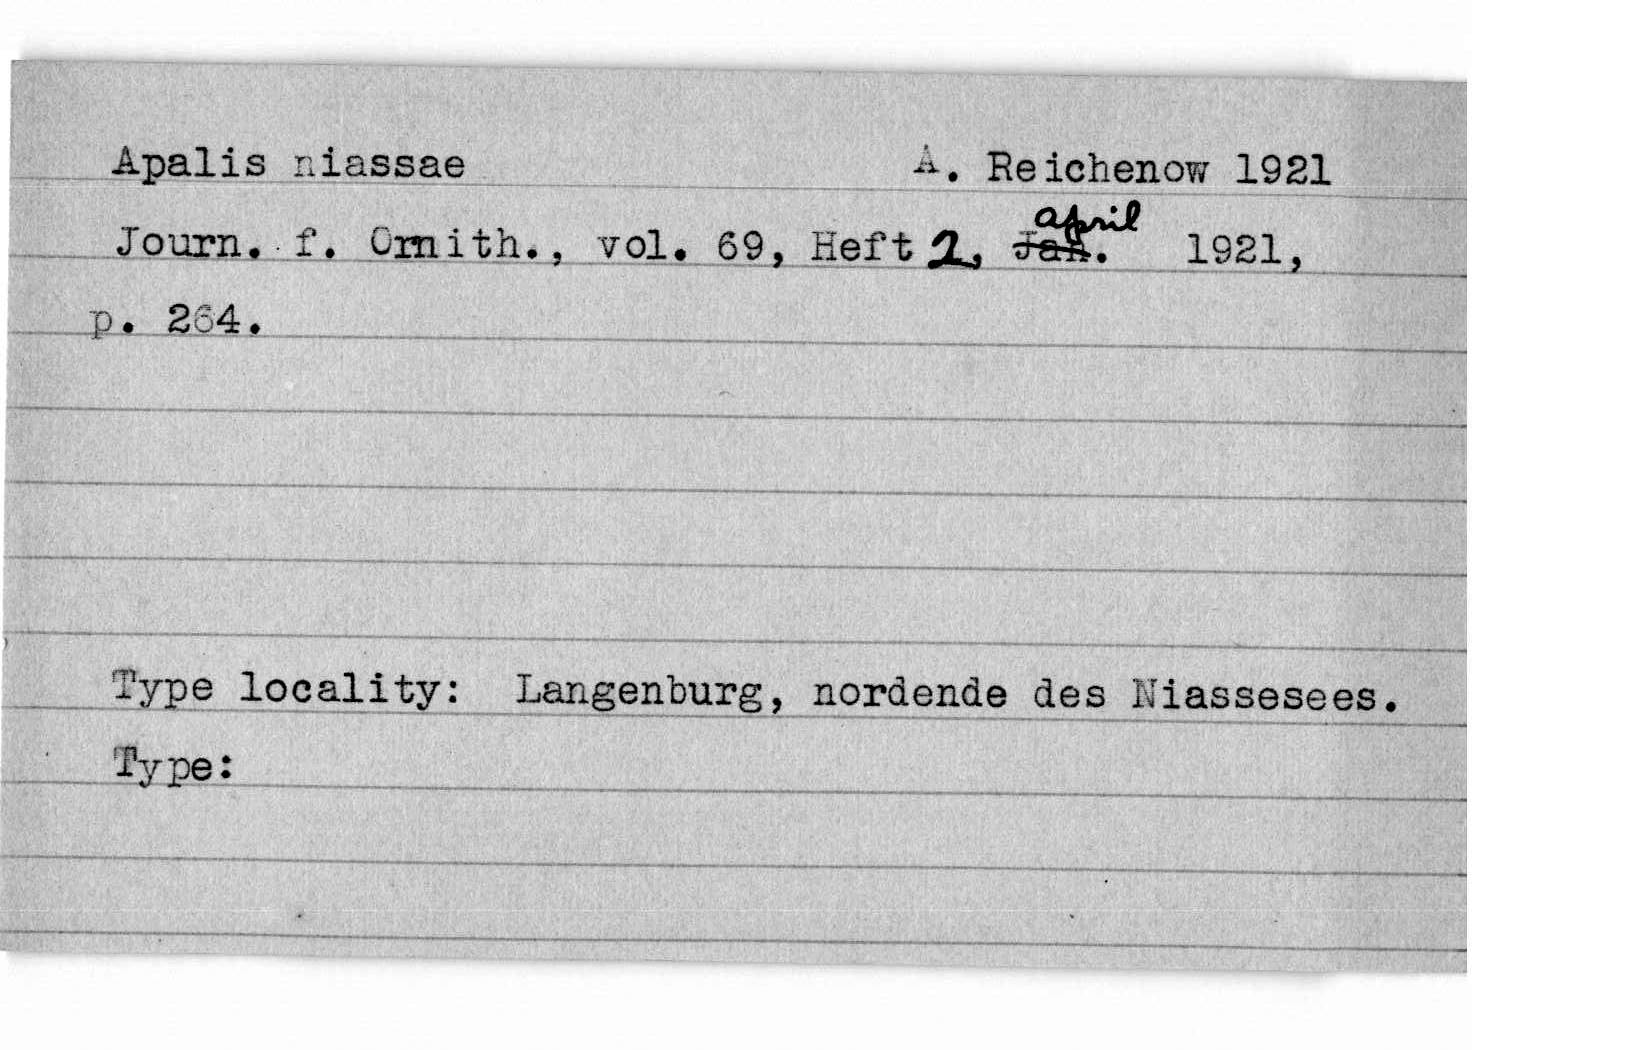 Apalis niassae A. Reichenow 1921
Journ. f. Ornith., vol. 69, Heft 2, Jan. april 1921,
p. 264.
Type locality: Langenburg, nordende des Niassesees.
Type: